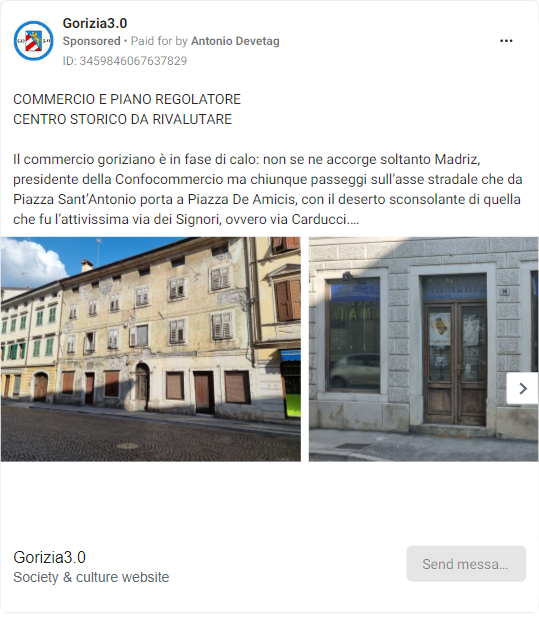 Gorizia3.0
Sponsored • Paid for by Antonio Devetag
ID: 3459846067637829
COMMERCIO E PIANO REGOLATORE
CENTRO STORICO DA RIVALUTARE
Il commercio goriziano è in fase di calo: non se ne accorge soltanto Madriz,
presidente della Confocommercio ma chiunque passeggi sull'asse stradale che da
Piazza Sant'Antonio porta a Piazza De Amicis, con il deserto sconsolante di quella
che fu l'attivissima via dei Signori, ovvero via Carducci....
Gorizia3.0
Society & culture website
Send messa...